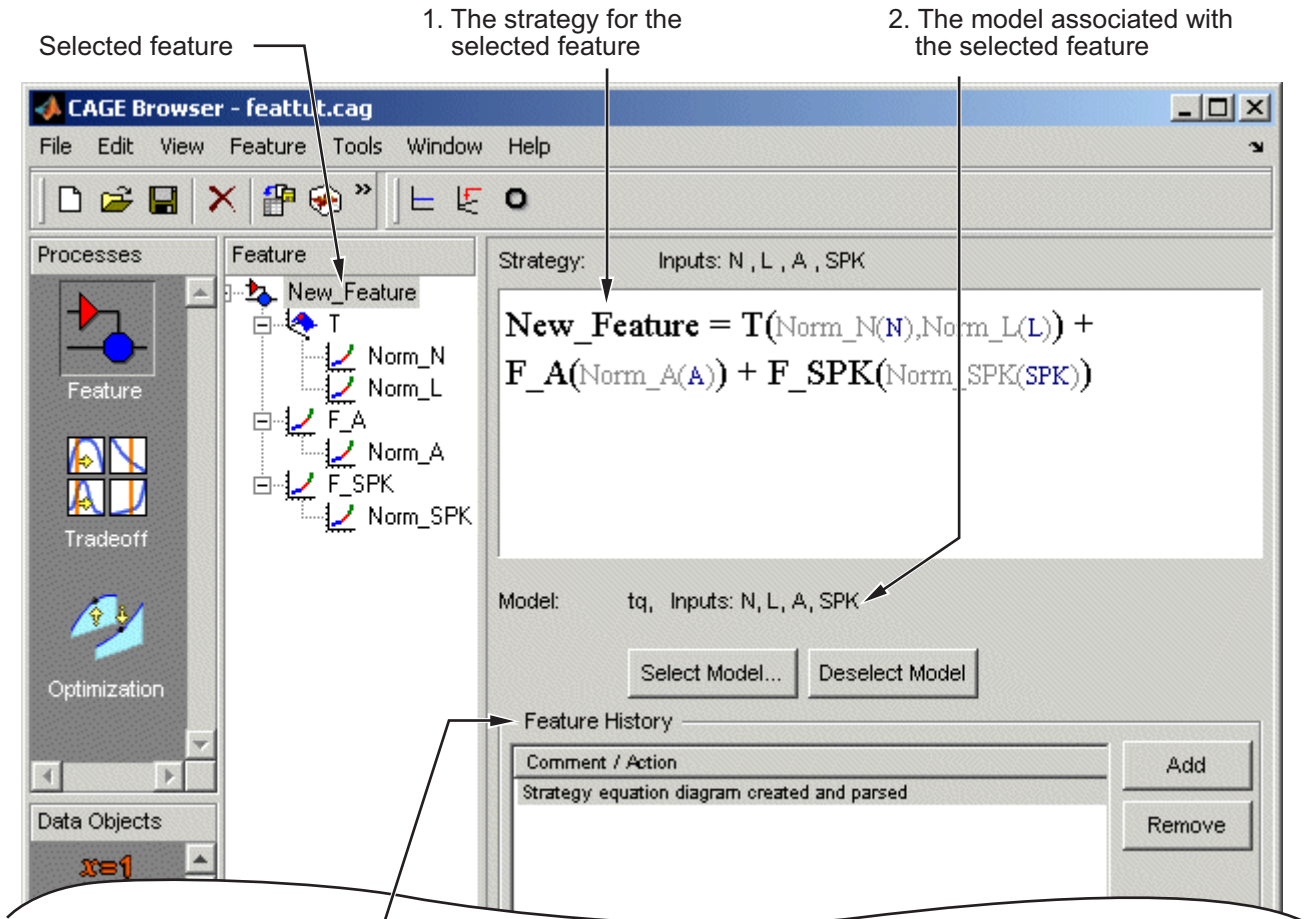 Selected feature
1. The strategy for the
selected feature
2. The model associated with
the selected feature
CAGE Browser - feattut.cag
File Edit View Feature Tools Window Help
Processes
Feature
Tradeoff
Optimization
Data Objects
x=1
Feature
New_Feature
T
Norm_N
Norm_L
F_A
Norm_A
F_SPK
Norm_SPK
Strategy: Inputs: N , L , A , SPK
New_Feature = T(Norm_N(N),Norm_L(L)) +
F_A(Norm_A(A)) + F_SPK(Norm_SPK(SPK))
Model: tq, Inputs: N, L, A, SPK
Select Model... Deselect Model
Feature History
Comment / Action
Strategy equation diagram created and parsed
Add
Remove